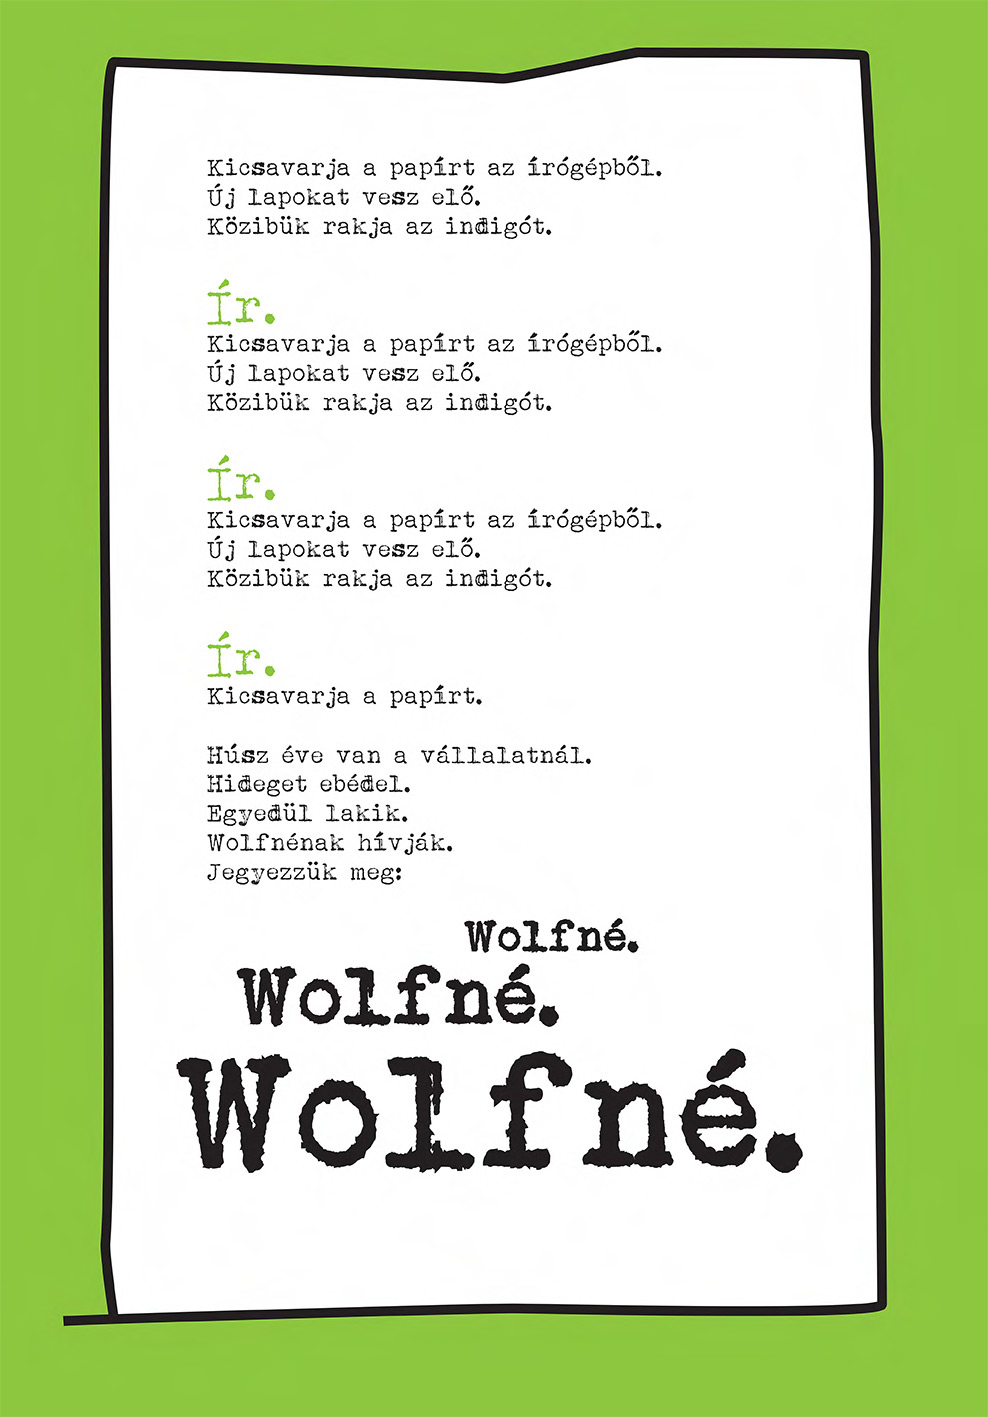 Kicsavarja a papírt az írógépből.
Új lapokat vesz elő.
Közibük rakja az indigót.
Ír.
Kicsavarja a papírt az írógépből.
Új lapokat vesz elő.
Közibük rakja az indigót.
Ír.
Kicsavarja a papírt az írógépből.
Új lapokat vesz elő.
Közibük rakja az indigót.
Ír.
Kicsavarja a papírt.
Húsz éve van a vállalatnál.
Hideget ebédel.
Egyedül lakik.
Wolfnénak hívják.
Jegyezzük meg:
Wolfné.
Wolfné.
Wolfné.